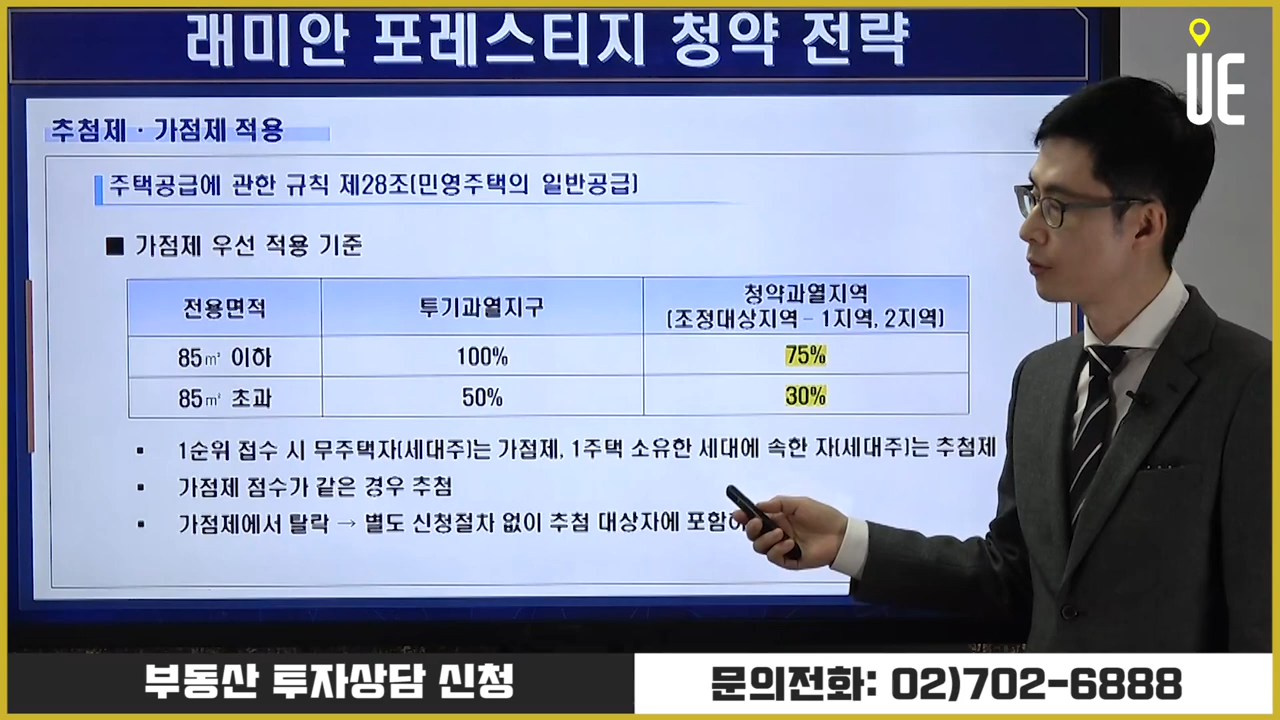 래미안 포레스티지 청약 전략
UE
추첨제 · 가점제 적용
주택공급에 관한 규칙 제28조(민영주택의 일반공급)
■ 가점제 우선 적용 기준
전용면적 투기과열지구 청약과열지역
(조정대상지역 - 1지역, 2지역)
85㎡ 이하 100% 75%
85㎡ 초과 50% 30%
▪ 1순위 접수 시 무주택자(세대주)는 가점제, 1주택 소유한 세대에 속한 자(세대주)는 추첨제
▪ 가점제 점수가 같은 경우 추첨
▪ 가점제에서 탈락 → 별도 신청절차 없이 추첨 대상자에 포함
부동산 투자상담 신청
문의전화: 02)702-6888